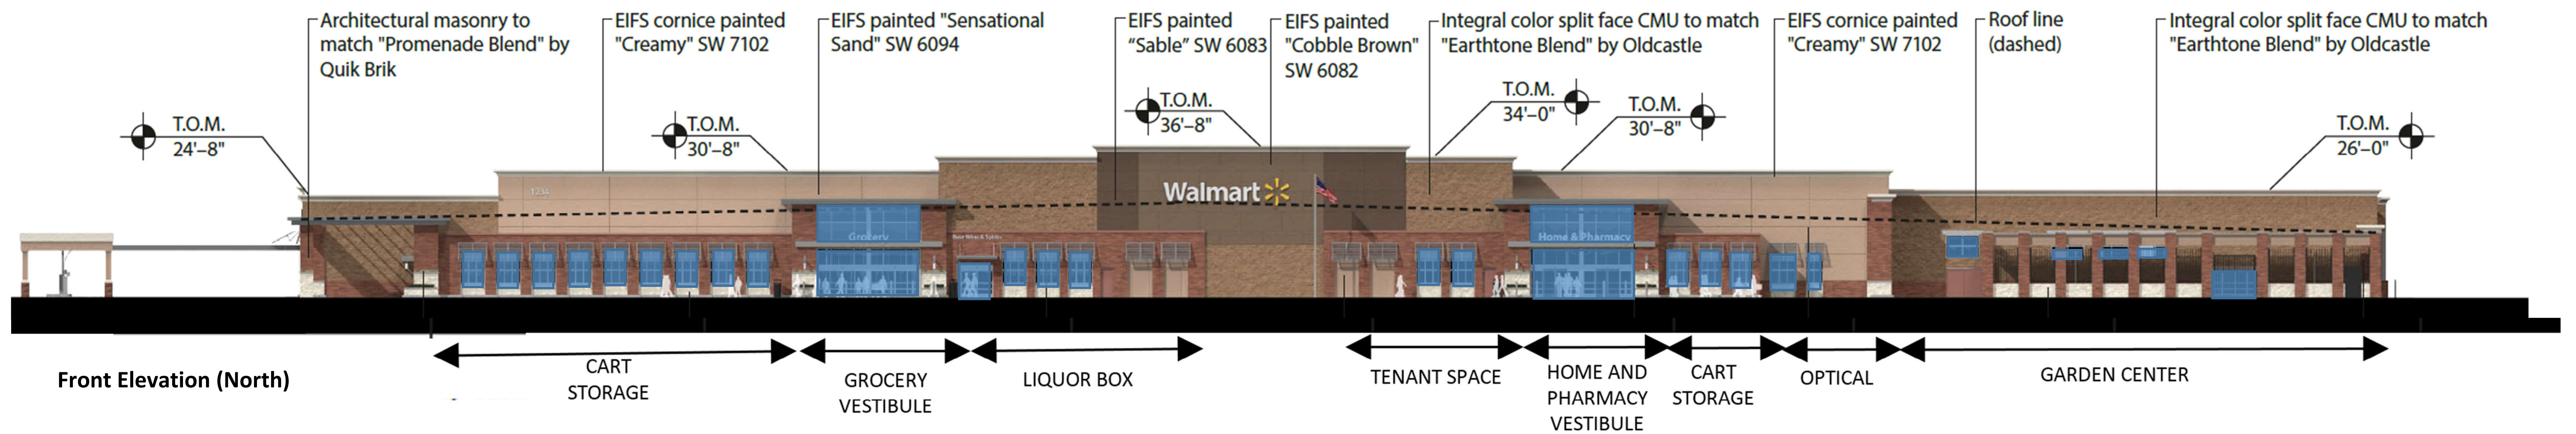 Architectural masonry to
match "Promenade Blend" by
Quik Brik
EIFS cornice painted
"Creamy" SW 7102
EIFS painted "Sensational
Sand" SW 6094
EIFS painted
“Sable” SW 6083
EIFS painted
"Cobble Brown"
SW 6082
Integral color split face CMU to match
"Earthtone Blend" by Oldcastle
EIFS cornice painted
"Creamy" SW 7102
Roof line
(dashed)
Integral color split face CMU to match
"Earthtone Blend" by Oldcastle
T.O.M.
24'–8"
T.O.M.
30'–8"
T.O.M.
36'–8"
T.O.M.
34'–0"
T.O.M.
30'–8"
T.O.M.
26'–0"
1234
Walmart
Grocery
Beer Wine & Spirits
Home & Pharmacy
Front Elevation (North)
CART
STORAGE
GROCERY
VESTIBULE
LIQUOR BOX
TENANT SPACE
HOME AND
PHARMACY
VESTIBULE
CART
STORAGE
OPTICAL
GARDEN CENTER